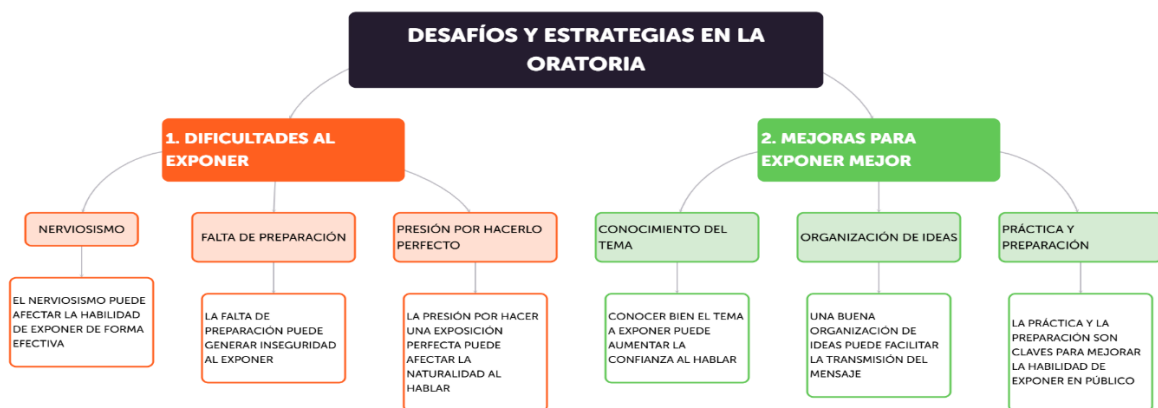 DESAFÍOS Y ESTRATEGIAS EN LA
ORATORIA
1. DIFICULTADES AL
EXPONER
NERVIOSISMO
EL NERVIOSISMO PUEDE
AFECTAR LA HABILIDAD
DE EXPONER DE FORMA
EFECTIVA
FALTA DE PREPARACIÓN
LA FALTA DE
PREPARACIÓN PUEDE
GENERAR INSEGURIDAD
AL EXPONER
PRESIÓN POR HACERLO
PERFECTO
LA PRESIÓN POR HACER
UNA EXPOSICIÓN
PERFECTA PUEDE
AFECTAR LA
NATURALIDAD AL
HABLAR
2. MEJORAS PARA
EXPONER MEJOR
CONOCIMIENTO DEL
TEMA
CONOCER BIEN EL TEMA
A EXPONER PUEDE
AUMENTAR LA
CONFIANZA AL HABLAR
ORGANIZACIÓN DE IDEAS
UNA BUENA
ORGANIZACIÓN DE
IDEAS PUEDE FACILITAR
LA TRANSMISIÓN DEL
MENSAJE
PRÁCTICA Y
PREPARACIÓN
LA PRÁCTICA Y LA
PREPARACIÓN SON
CLAVES PARA MEJORAR
LA HABILIDAD DE
EXPONER EN PÚBLICO